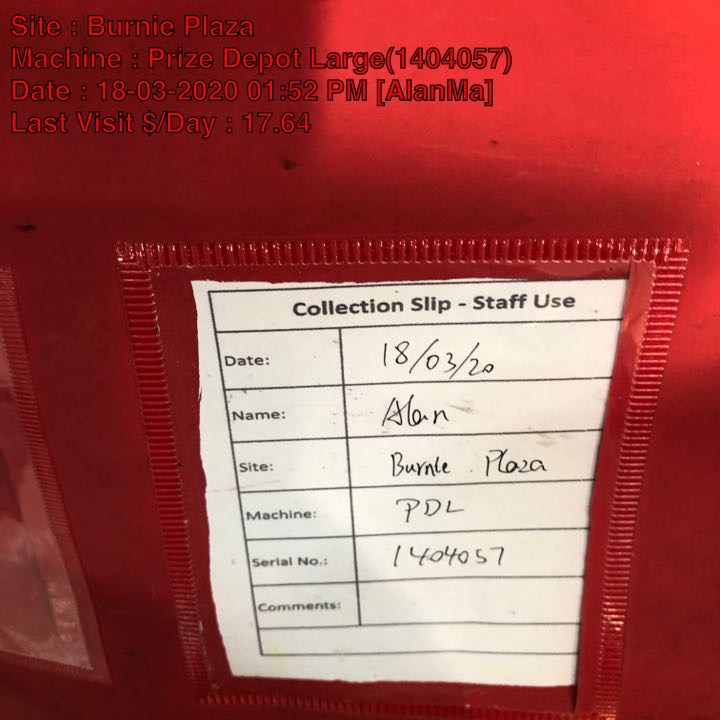 Site : Burnie Plaza
Machine : Prize Depot Large(1404057)
Date : 18-03-2020 01:52 PM [AlanMa]
Last Visit $/Day : 17.64
Collection Slip - Staff Use
Date: 18/03/20
Name: Alan
Site: Burnie Plaza
Machine: PDL
Serial No.: 1404057
Comments: